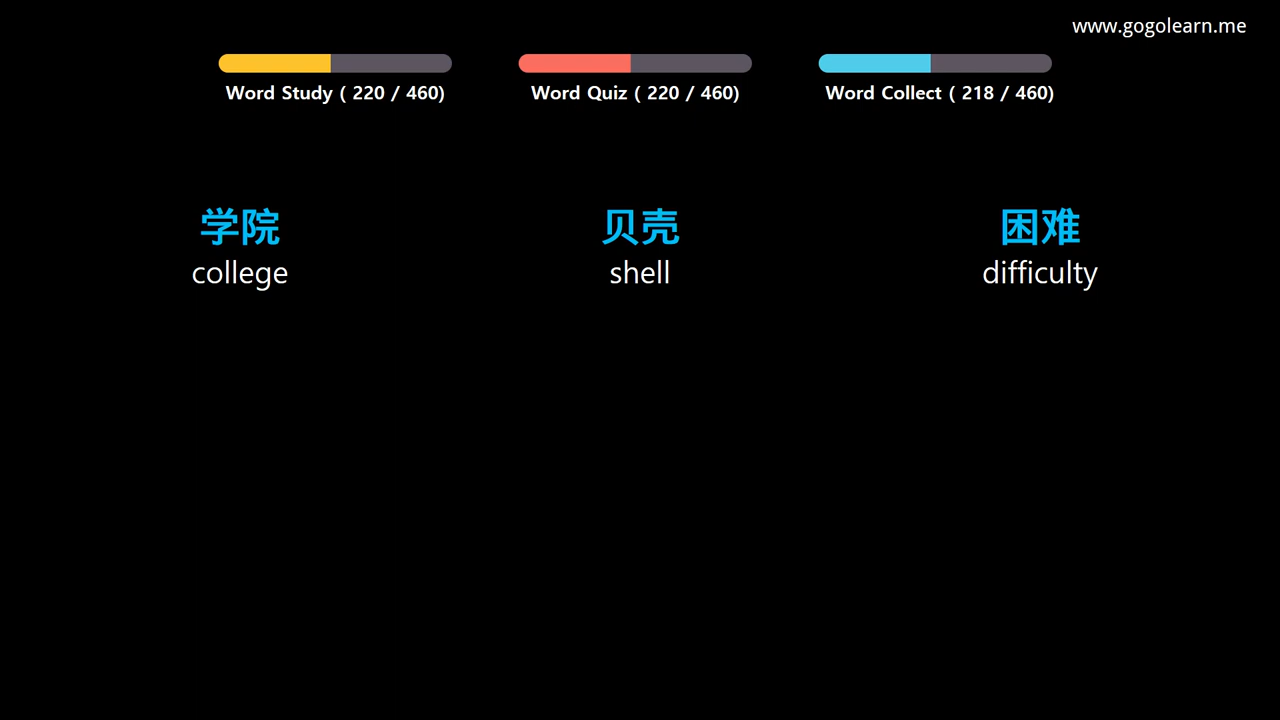 www.gogolearn.me
Word Study ( 220 / 460)
Word Quiz ( 220 / 460)
Word Collect ( 218 / 460)
学院
college
贝壳
shell
困难
difficulty